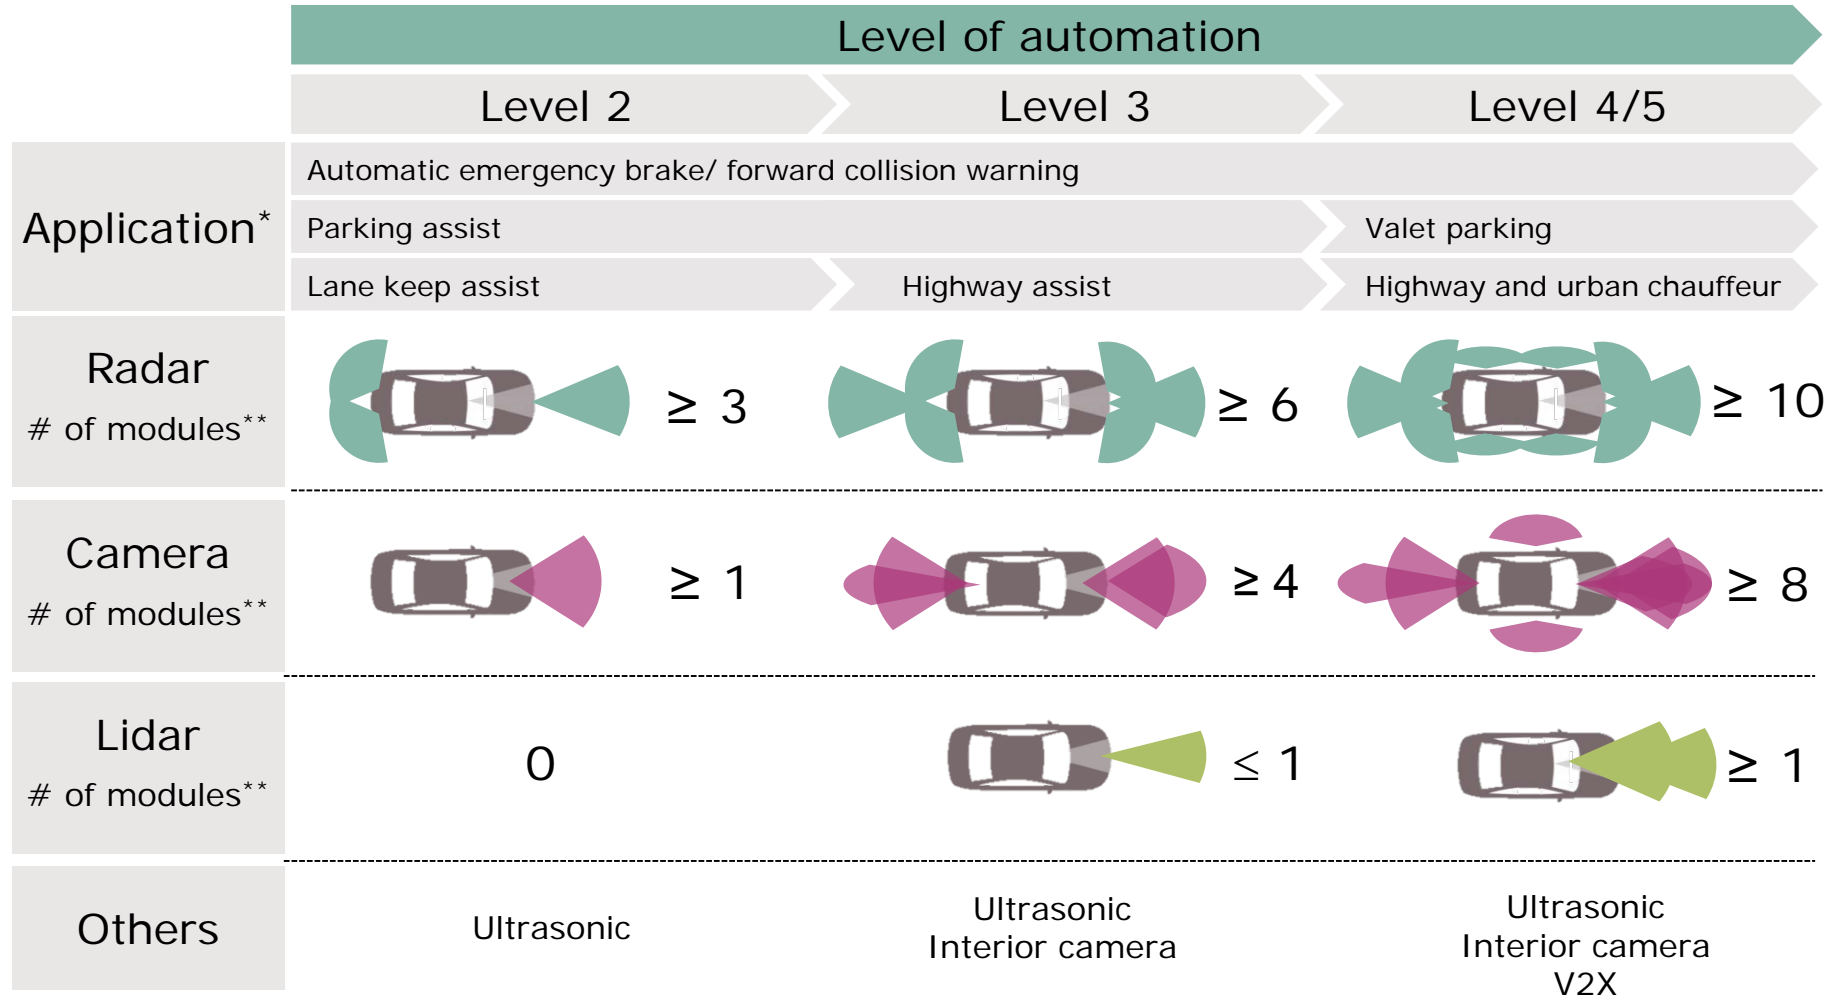 Level of automation
Level 2
Level 3
Level 4/5
Application*
Automatic emergency brake/ forward collision warning
Parking assist
Valet parking
Lane keep assist
Highway assist
Highway and urban chauffeur
Radar
# of modules**
≥ 3
≥ 6
≥ 10
Camera
# of modules**
≥ 1
≥ 4
≥ 8
Lidar
# of modules**
0
≤ 1
≥ 1
Others
Ultrasonic
Ultrasonic
Interior camera
Ultrasonic
Interior camera
V2X